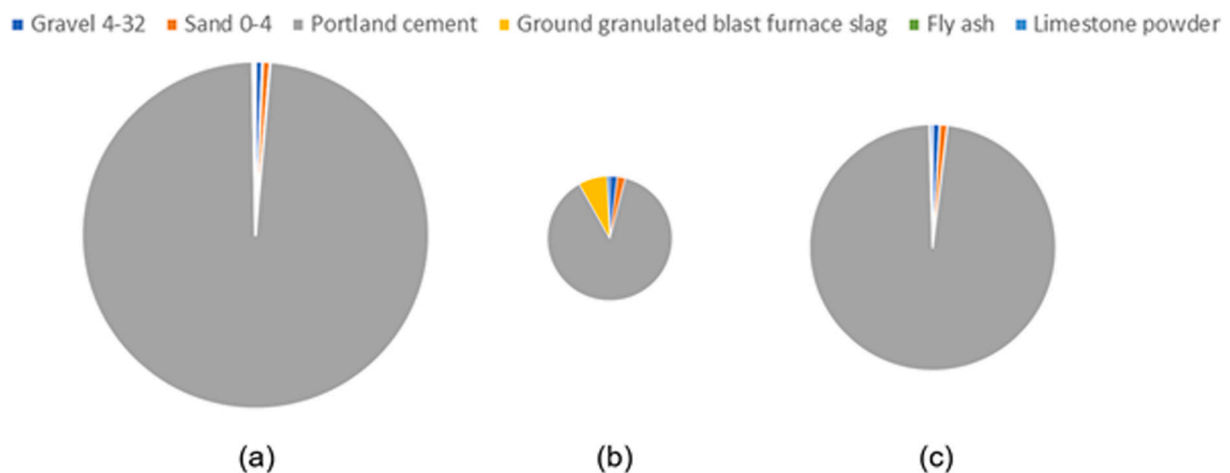 Gravel 4-32 Sand 0-4 Portland cement Ground granulated blast furnace slag Fly ash Limestone powder
(a) (b) (c)